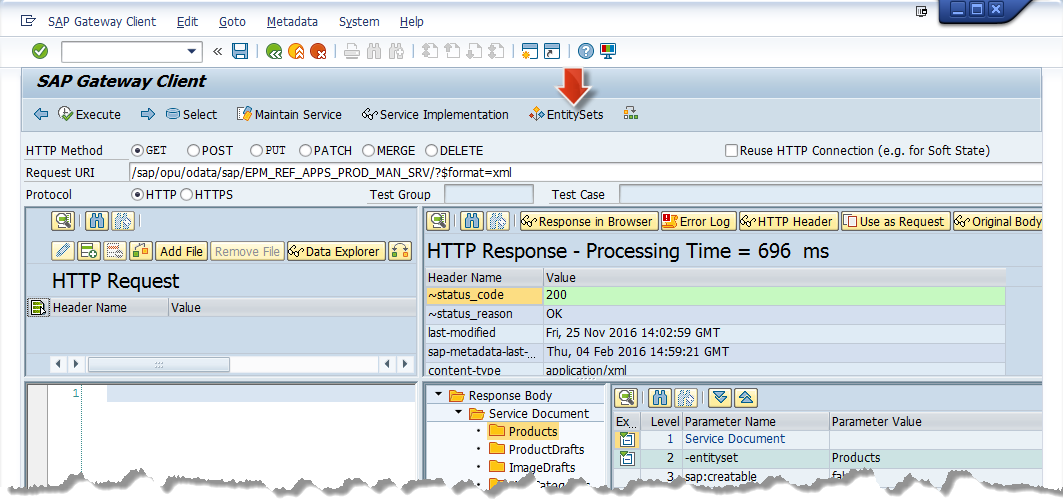 SAP Gateway Client Edit Goto Metadata System Help
SAP Gateway Client
Execute Select Maintain Service Service Implementation EntitySets
HTTP Method GET POST PUT PATCH MERGE DELETE Reuse HTTP Connection (e.g. for Soft State)
Request URI /sap/opu/odata/sap/EPM_REF_APPS_PROD_MAN_SRV/?$format=xml
Protocol HTTP HTTPS Test Group Test Case
Response in Browser Error Log HTTP Header Use as Request Original Body
Add File Remove File Data Explorer
HTTP Request
Header Name Value
1
HTTP Response - Processing Time = 696 ms
Header Name Value
~status_code 200
~status_reason OK
last-modified Fri, 25 Nov 2016 14:02:59 GMT
sap-metadata-last-... Thu, 04 Feb 2016 14:59:21 GMT
content-type application/xml
Response Body
Service Document
Products
ProductDrafts
ImageDrafts
Ex... Level Parameter Name Parameter Value
1 Service Document
2 -entityset Products
3 sap:creatable